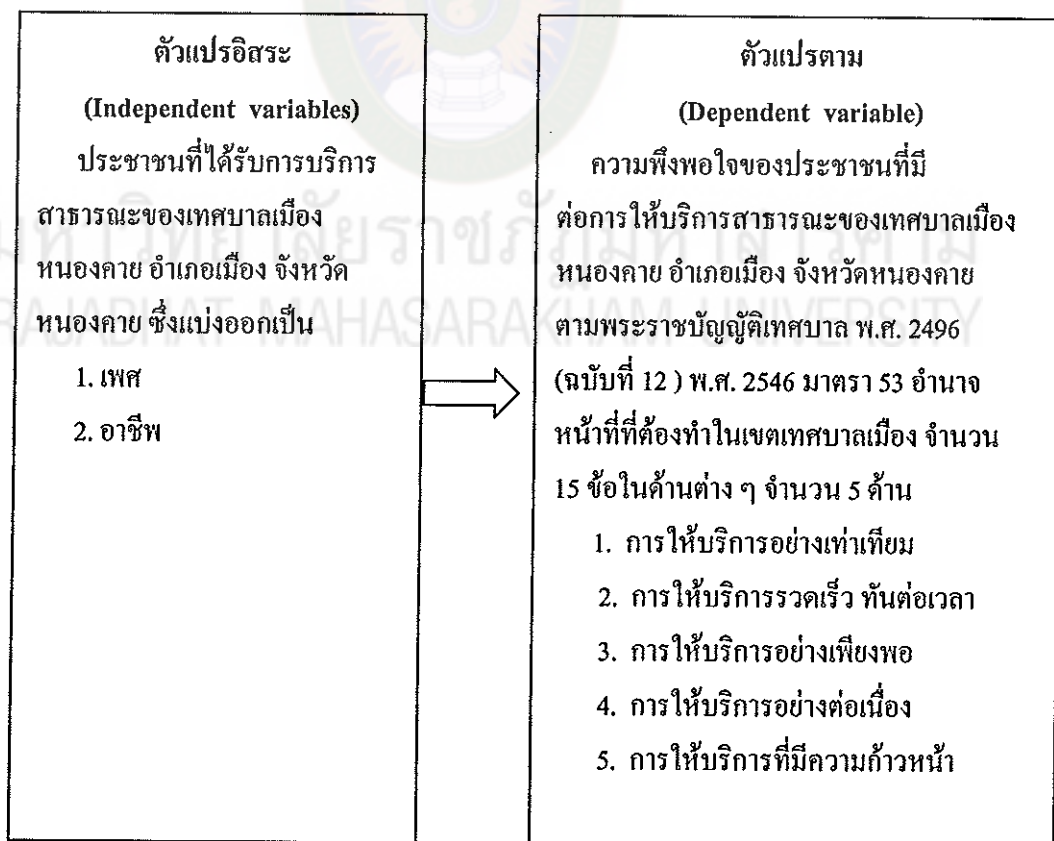 ตัวแปรอิสระ
(Independent variables)
ประชาชนที่ได้รับการบริการ
สาธารณะของเทศบาลเมือง
หนองคาย อำเภอเมือง จังหวัด
หนองคาย ซึ่งแบ่งออกเป็น
1. เพศ
2. อาชีพ
ตัวแปรตาม
(Dependent variable)
ความพึงพอใจของประชาชนที่มี
ต่อการให้บริการสาธารณะของเทศบาลเมือง
หนองคาย อำเภอเมือง จังหวัดหนองคาย
ตามพระราชบัญญัติเทศบาล พ.ศ. 2496
(ฉบับที่ 12 ) พ.ศ. 2546 มาตรา 53 อำนาจ
หน้าที่ที่ต้องทำในเขตเทศบาลเมือง จำนวน
15 ข้อในด้านต่าง ๆ จำนวน 5 ด้าน
1. การให้บริการอย่างเท่าเทียม
2. การให้บริการรวดเร็ว ทันต่อเวลา
3. การให้บริการอย่างเพียงพอ
4. การให้บริการอย่างต่อเนื่อง
5. การให้บริการที่มีความก้าวหน้า
RAJABHAT MAHASARAKHAM UNIVERSITY